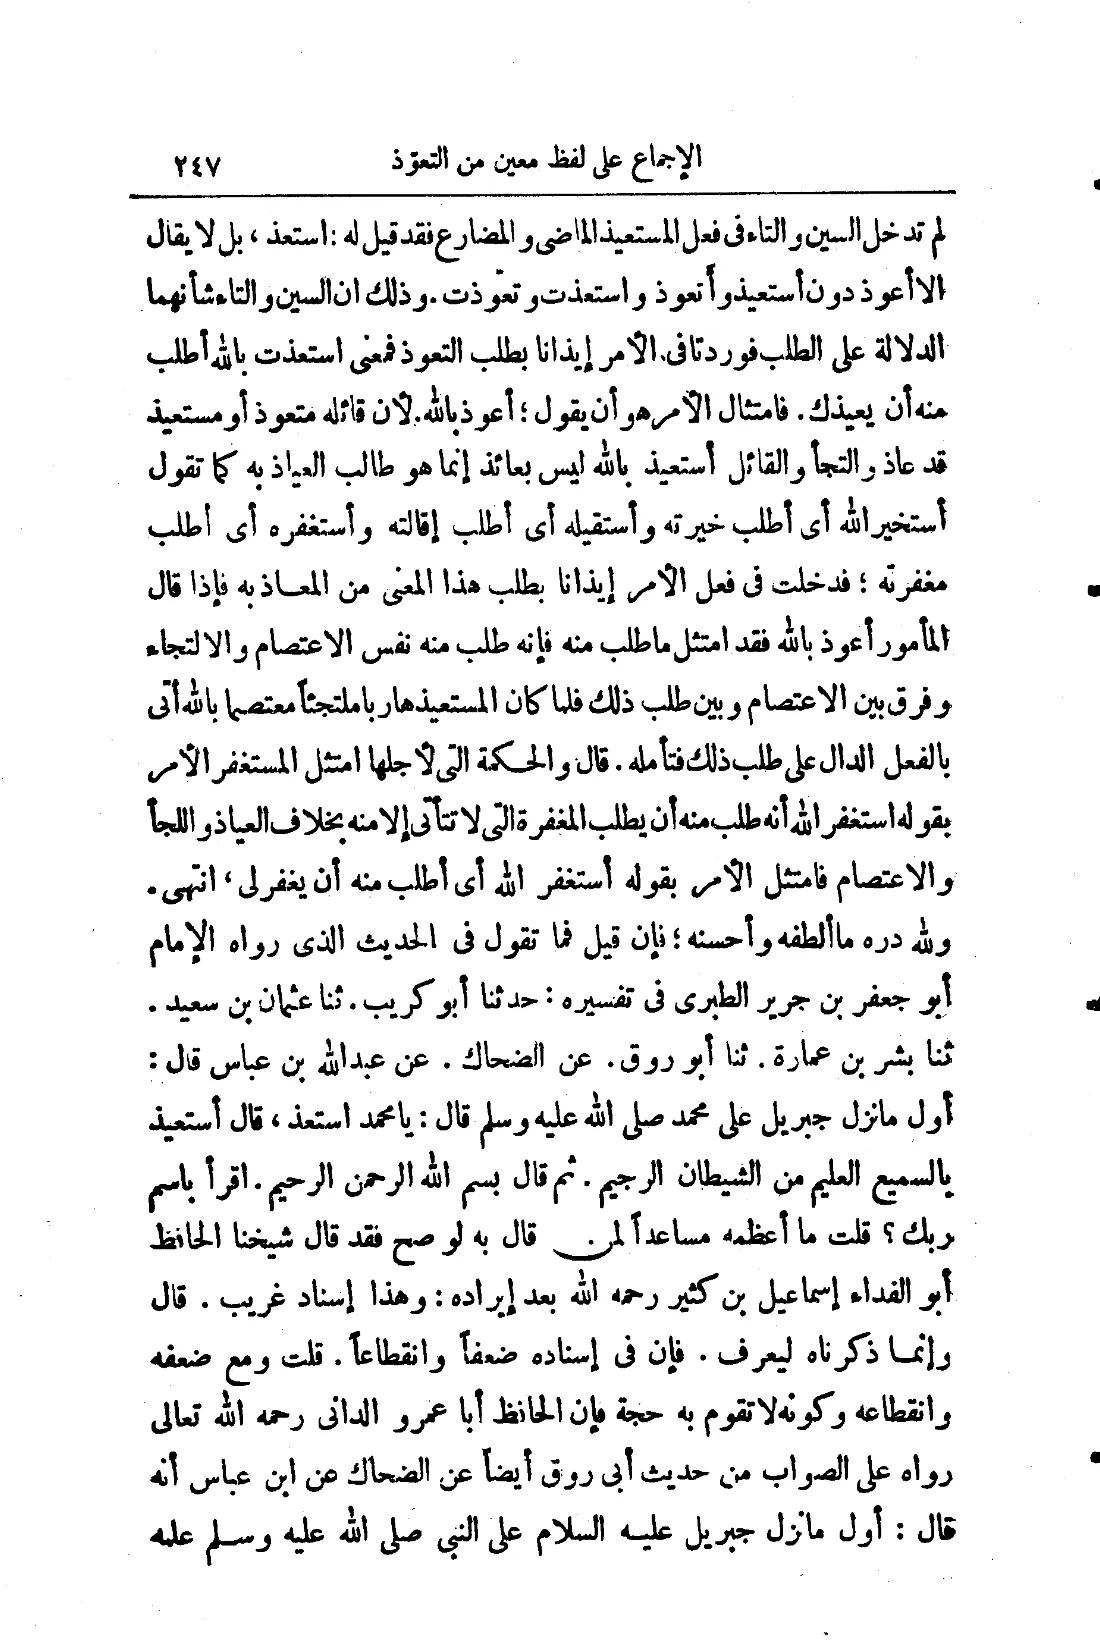 الإجماع على لفظ معين من التعوّذ ٢٤٧
لم تدخل السين والتاء فى فعل المستعيذ الماضى والمضارع فقد قيل له : استعذ ، بل لا يقال
الا أعوذ دون أستعيذ وأتعوذ واستعذت وتعوّذت . وذلك ان السين والتاء شأنهما
الدلالة على الطلب فوردتا فى الأمر إيذانا بطلب التعوذ فمعنى استعذت بالله أطلب
منه أن يعيذك . فامتثال الأمر هو أن يقول ؛ أعوذ بالله . لأن قائله متعوذ أو مستعيذ
قد عاذ والتجأ والقائل أستعيذ بالله ليس بعائذ إنما هو طالب العياذ به كما تقول
أستخير الله أى أطلب خيرته وأستقيله أى أطلب إقالته وأستغفره أى أطلب
مغفرته ؛ فدخلت فى فعل الأمر إيذانا بطلب هذا المعنى من المعاذ به فإذا قال
المأمور أعوذ بالله فقد امتثل ما طلب منه فإنه طلب منه نفس الاعتصام والالتجاء
وفرق بين الاعتصام وبين طلب ذلك فلما كان المستعيذ هاربا ملتجئاً معتصما بالله أتى
بالفعل الدال على طلب ذلك فتأمله . قال والحكمة التى لأجلها امتثل المستغفر الأمر
بقوله استغفر الله أنه طلب منه أن يطلب المغفرة التى لا تتأتى إلا منه بخلاف العياذ واللجأ
والاعتصام فامتثل الأمر بقوله أستغفر الله أى أطلب منه أن يغفر لى ، انتهى .
ولله دره ما ألطفه وأحسنه ؛ فإن قيل فما تقول فى الحديث الذى رواه الإمام
أبو جعفر بن جرير الطبرى فى تفسيره : حدثنا أبو كريب . ثنا عثمان بن سعيد .
ثنا بشر بن عمارة . ثنا أبو روق . عن الضحاك . عن عبدالله بن عباس قال :
أول ما نزل جبريل على محمد صلى الله عليه وسلم قال : يا محمد استعذ ، قال أستعيذ
بالسميع العليم من الشيطان الرجيم . ثم قال بسم الله الرحمن الرحيم . اقرأ باسم
ربك ؟ قلت ما أعظمه مساعداً لمن قال به لو صح فقد قال شيخنا الحافظ
أبو الفداء إسماعيل بن كثير رحمه الله بعد إيراده : وهذا إسناد غريب . قال
وإنما ذكرناه ليعرف . فإن فى إسناده ضعفاً وانقطاعاً . قلت ومع ضعفه
وانقطاعه وكونه لا تقوم به حجة فإن الحافظ أبا عمرو الدانى رحمه الله تعالى
رواه على الصواب من حديث أبى روق أيضاً عن الضحاك عن ابن عباس أنه
قال : أول ما نزل جبريل عليه السلام على النبي صلى الله عليه وسلم علمه